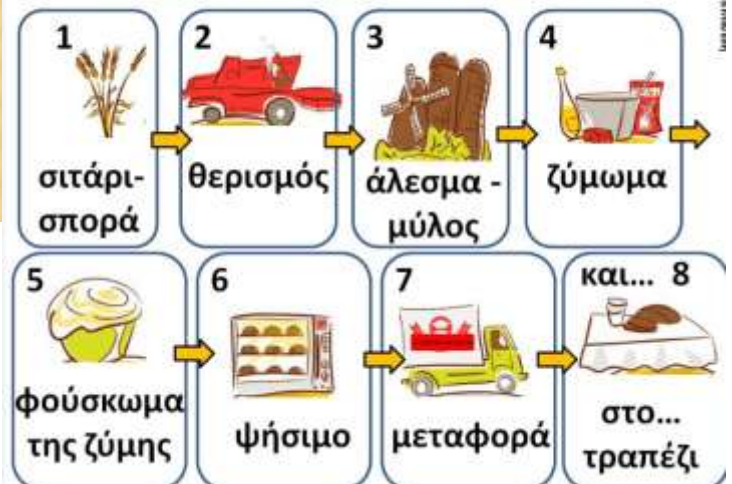 1
σιτάρι-
σπορά
2
θερισμός
3
άλεσμα -
μύλος
4
ζύμωμα
5
φούσκωμα
της ζύμης
6
ψήσιμο
7
μεταφορά
και... 8
στο...
τραπέζι